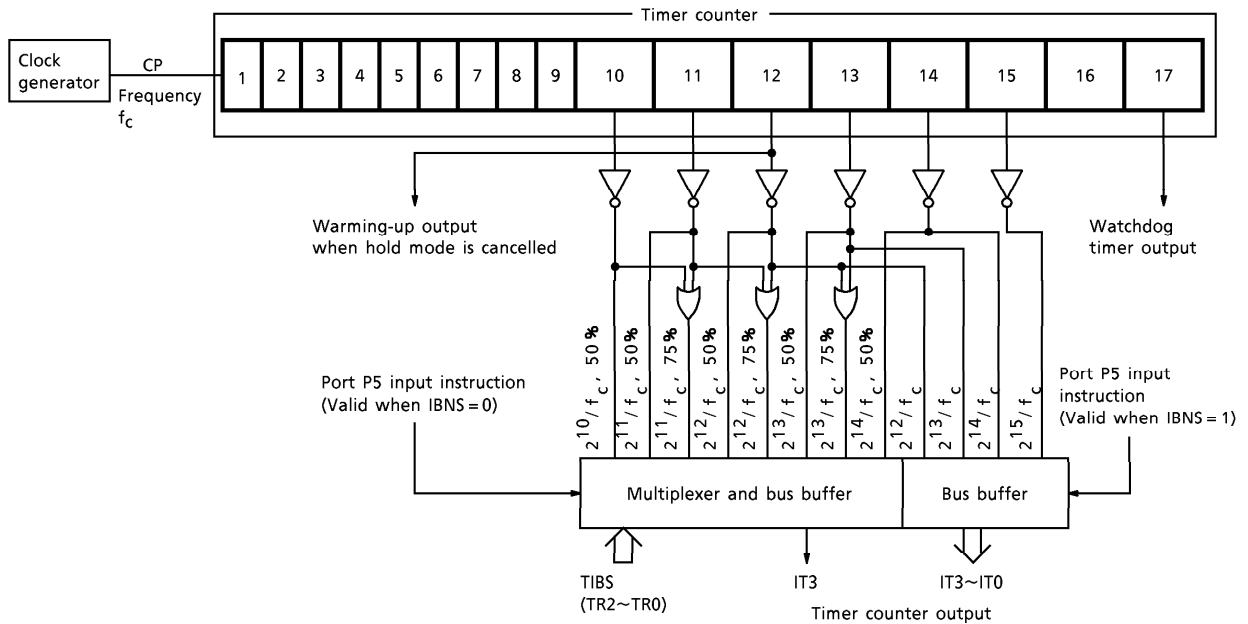 Timer counter
Clock
generator
CP
Frequency
fc
1 2 3 4 5 6 7 8 9 10 11 12 13 14 15 16 17
Warming-up output
when hold mode is cancelled
Watchdog
timer output
2^10/fc, 50%
2^11/fc, 50%
2^11/fc, 75%
2^12/fc, 50%
2^12/fc, 75%
2^13/fc, 50%
2^13/fc, 75%
2^14/fc, 50%
2^12/fc
2^13/fc
2^14/fc
2^15/fc
Port P5 input instruction
(Valid when IBNS=0)
Port P5 input
instruction
(Valid when IBNS=1)
Multiplexer and bus buffer
Bus buffer
TIBS
(TR2~TR0)
IT3
IT3~IT0
Timer counter output